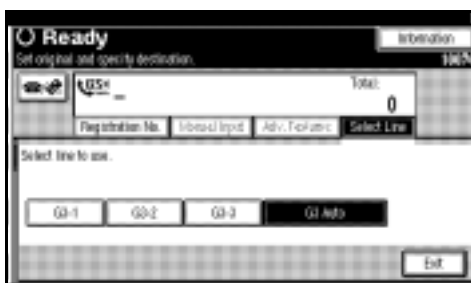 Ready
Information
Set original and specify destination.
100%
G3
Total:
0
Registration No. Manual Input Adv. Features Select Line
Select line to use.
G3-1 G3-2 G3-3 G3 Auto
Exit